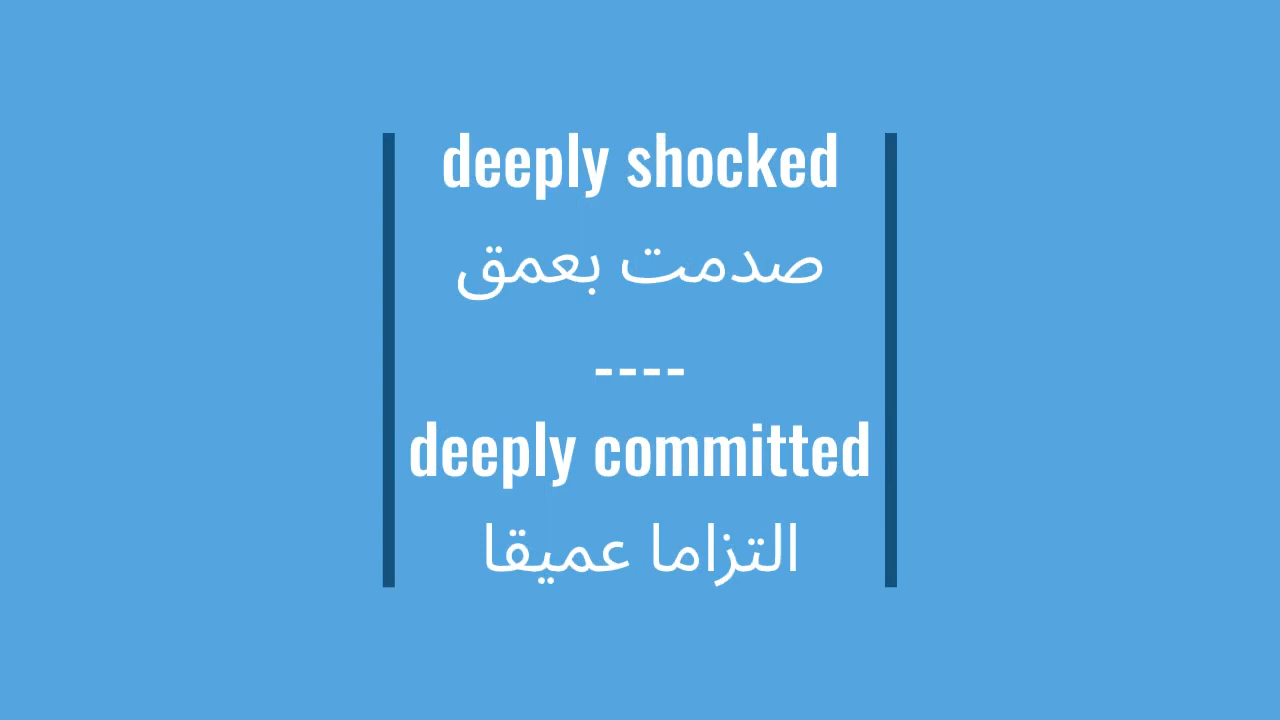 deeply shocked
صدمت بعمق
----
deeply committed
التزاما عميقا